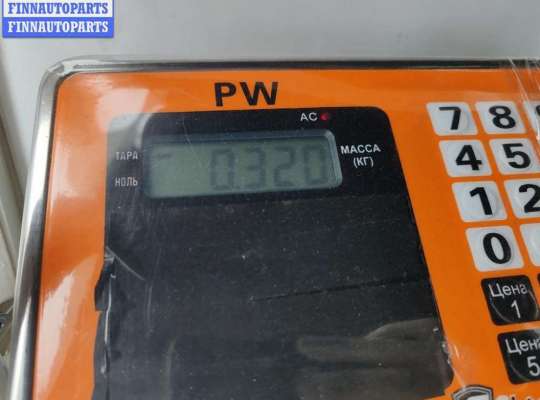 FINNAUTOPARTS
FINNAUTOPARTS
PW
AC
ТАРА
НОЛЬ
0.320
МАССА
(КГ)
7 8
4 5
1 2
0
Цена
1
Цена
5